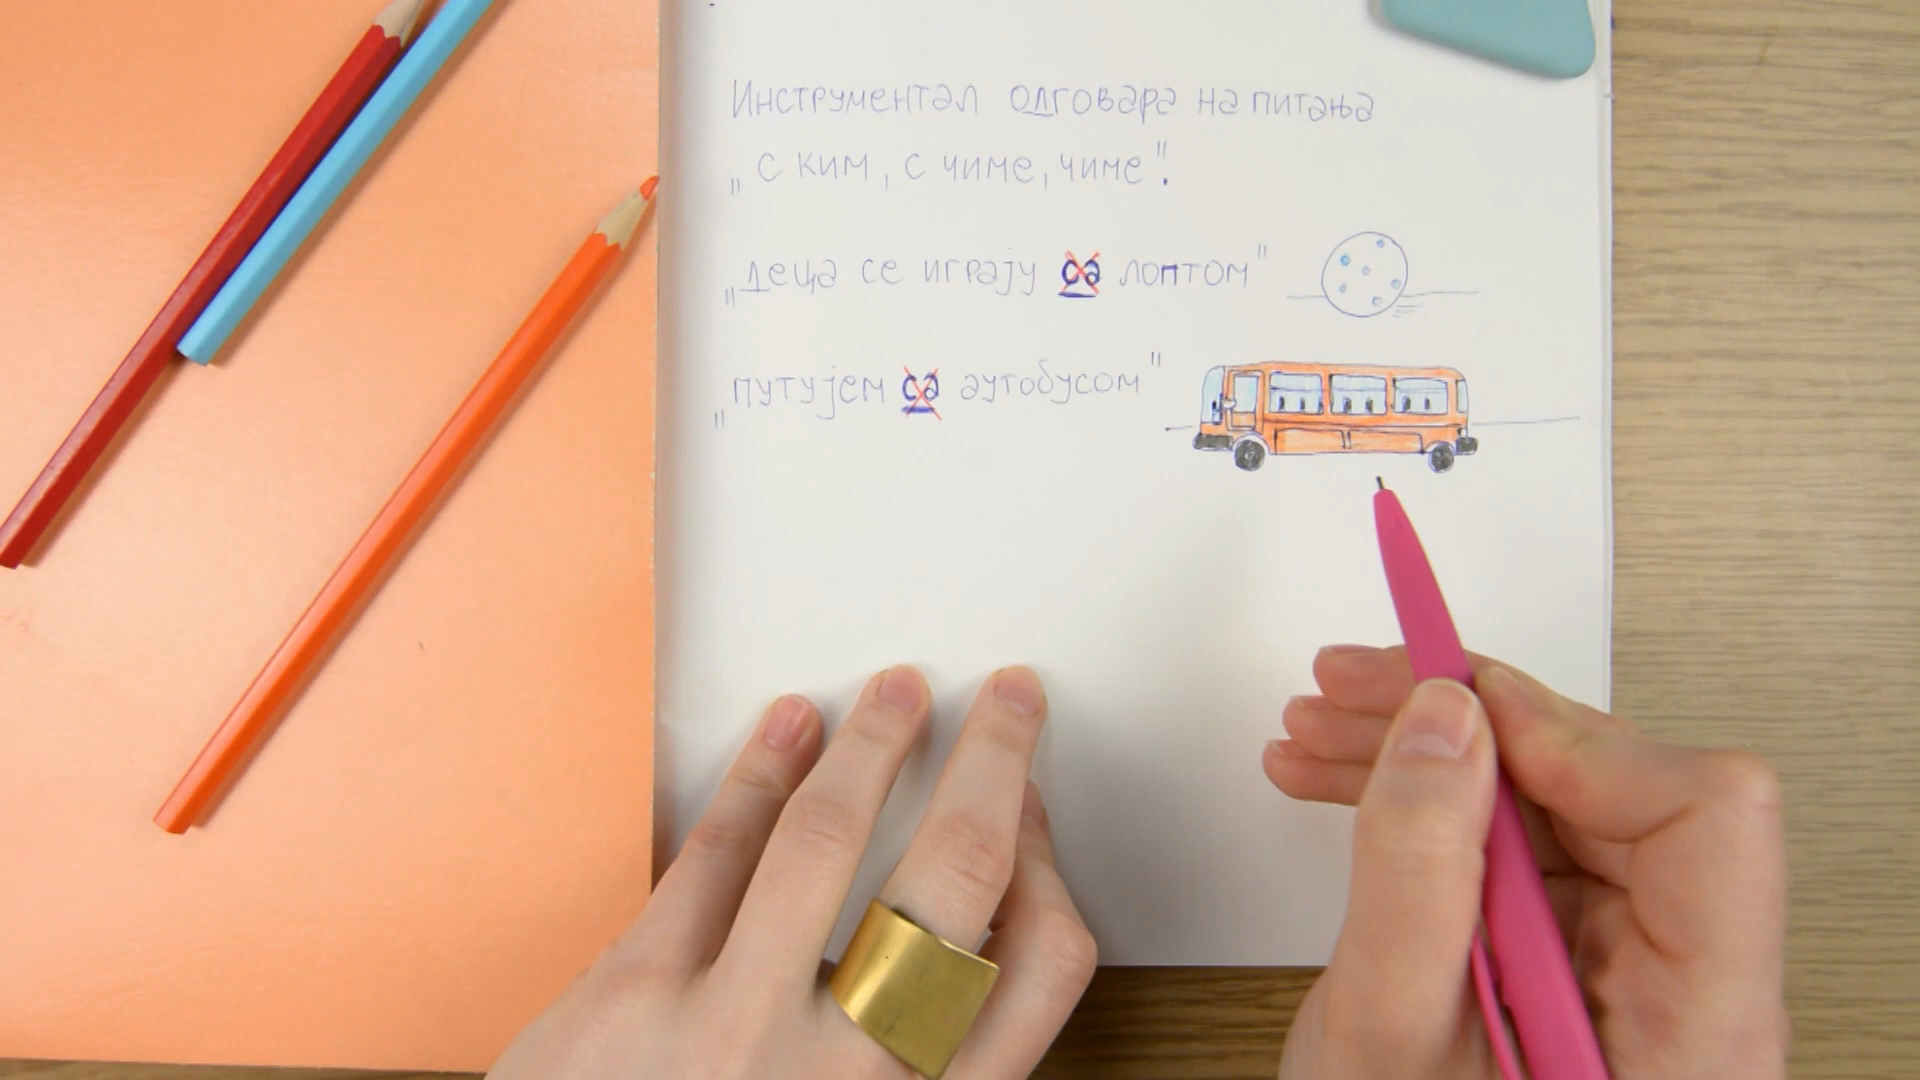 Инструментал одговара на питања
„с ким, с чиме, чиме".
„деца се играју са лоптом"
„путујем са аутобусом"